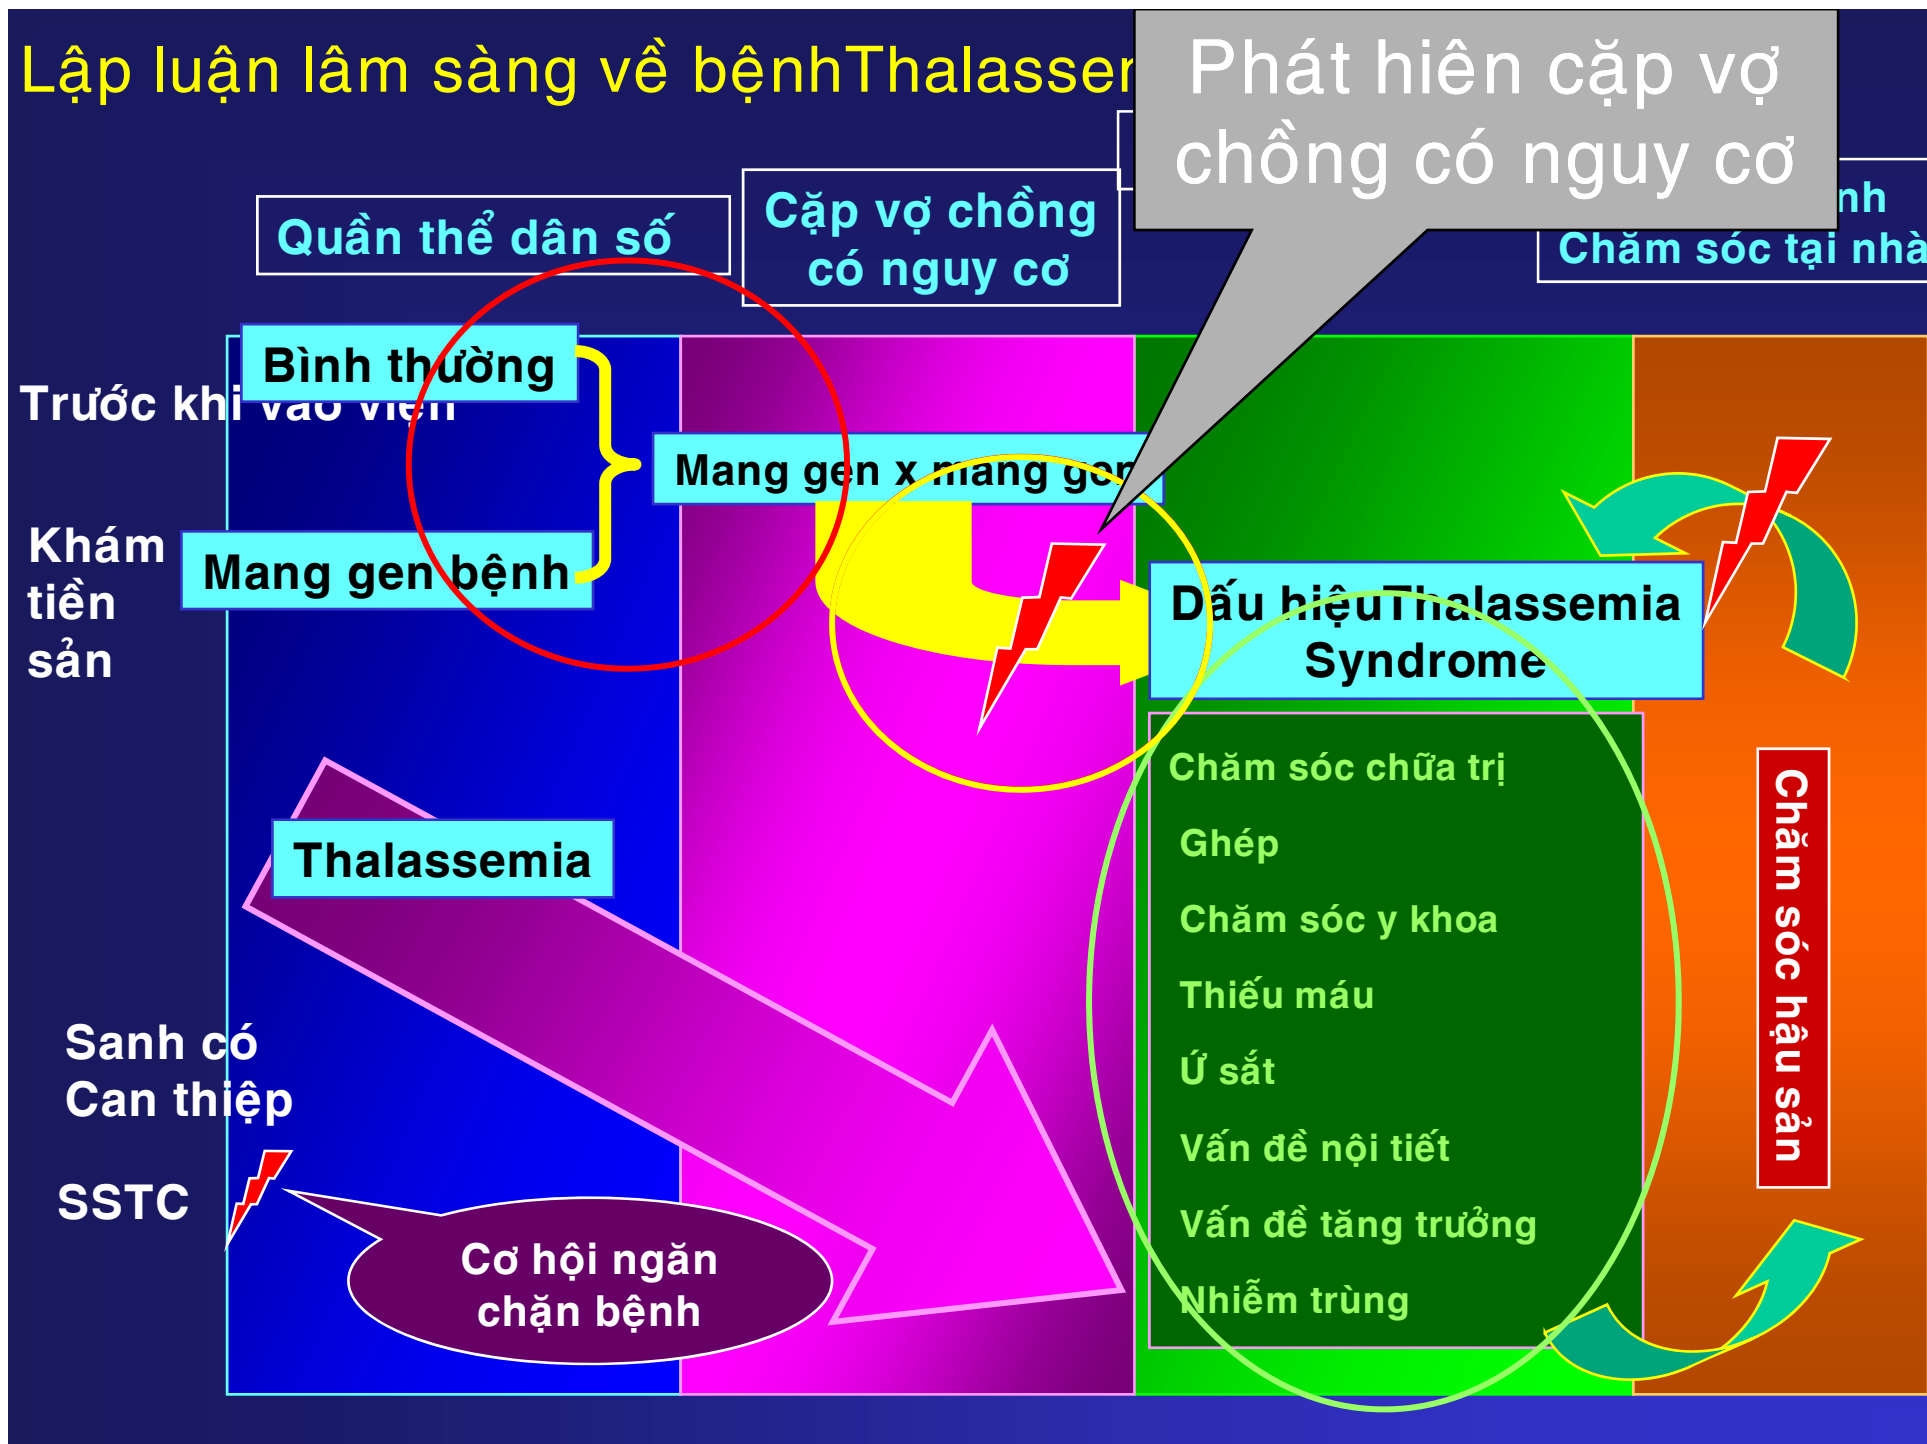 Lập luận lâm sàng về bệnhThalasse
Phát hiên cặp vợ
chồng có nguy cơ
Quần thể dân số
Cặp vợ chồng
có nguy cơ
nh
Chăm sóc tại nhà
Bình thường
Trước khi vào viện
Mang gen x mang gen
Khám
tiền
sản
Mang gen bệnh
Dấu hiệuThalassemia
Syndrome
Chăm sóc chữa trị
Ghép
Chăm sóc y khoa
Thiếu máu
Ứ sắt
Vấn đề nội tiết
Vấn đề tăng trưởng
Nhiễm trùng
Chăm sóc hậu sản
Thalassemia
Sanh có
Can thiệp
SSTC
Cơ hội ngăn
chặn bệnh